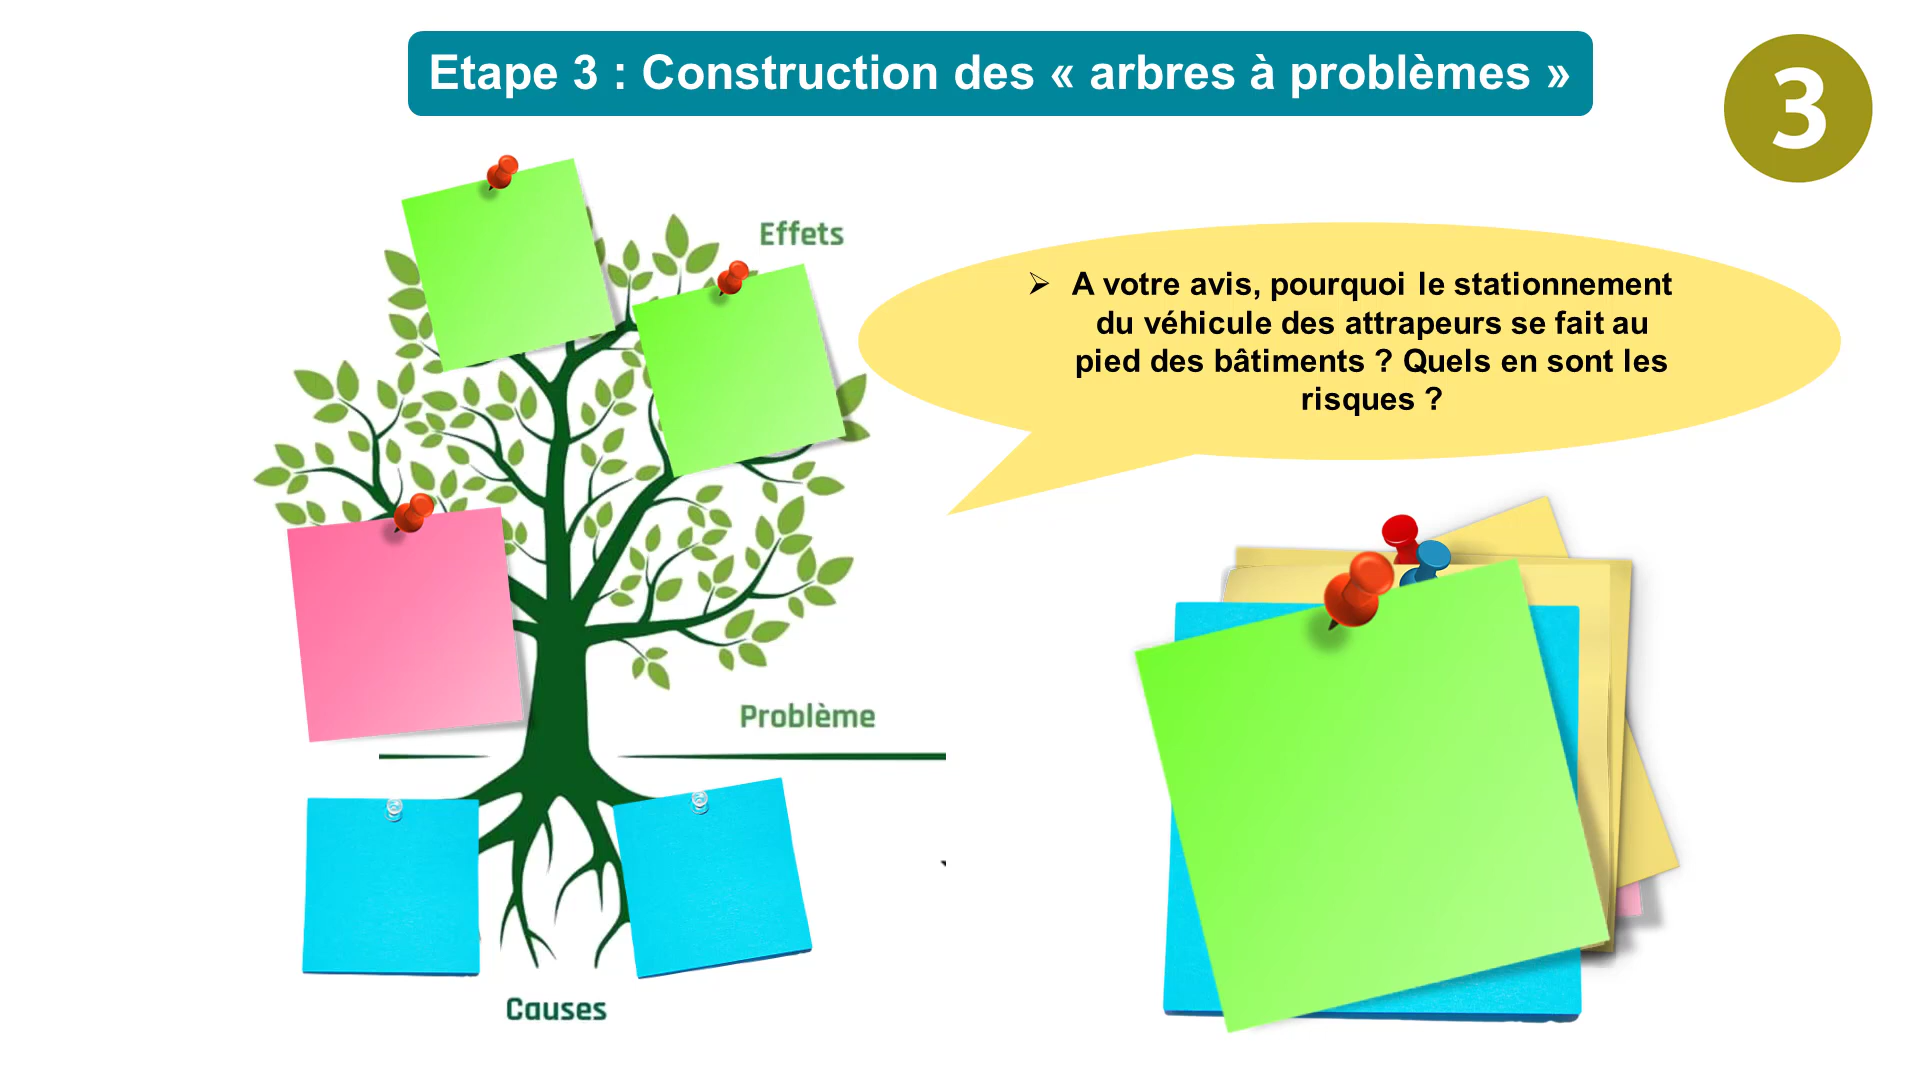 Etape 3 : Construction des « arbres à problèmes »
3
Effets
➢ A votre avis, pourquoi le stationnement
du véhicule des attrapeurs se fait au
pied des bâtiments ? Quels en sont les
risques ?
Problème
Causes